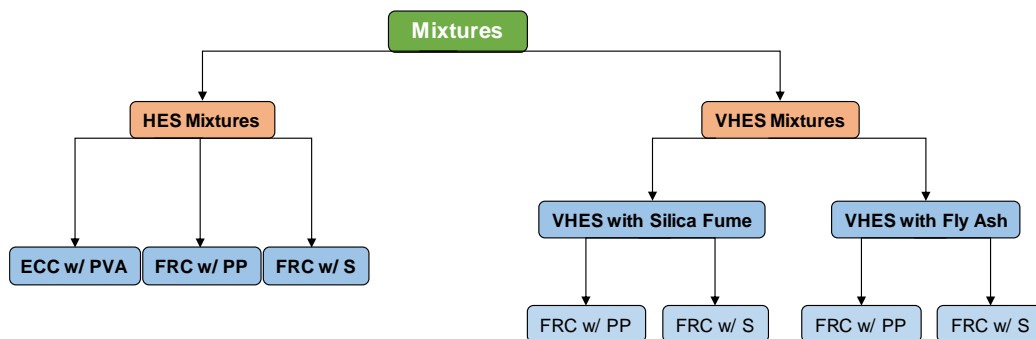 Mixtures
HES Mixtures
VHES Mixtures
VHES with Silica Fume
VHES with Fly Ash
ECC w/ PVA
FRC w/ PP
FRC w/ S
FRC w/ PP
FRC w/ S
FRC w/ PP
FRC w/ S